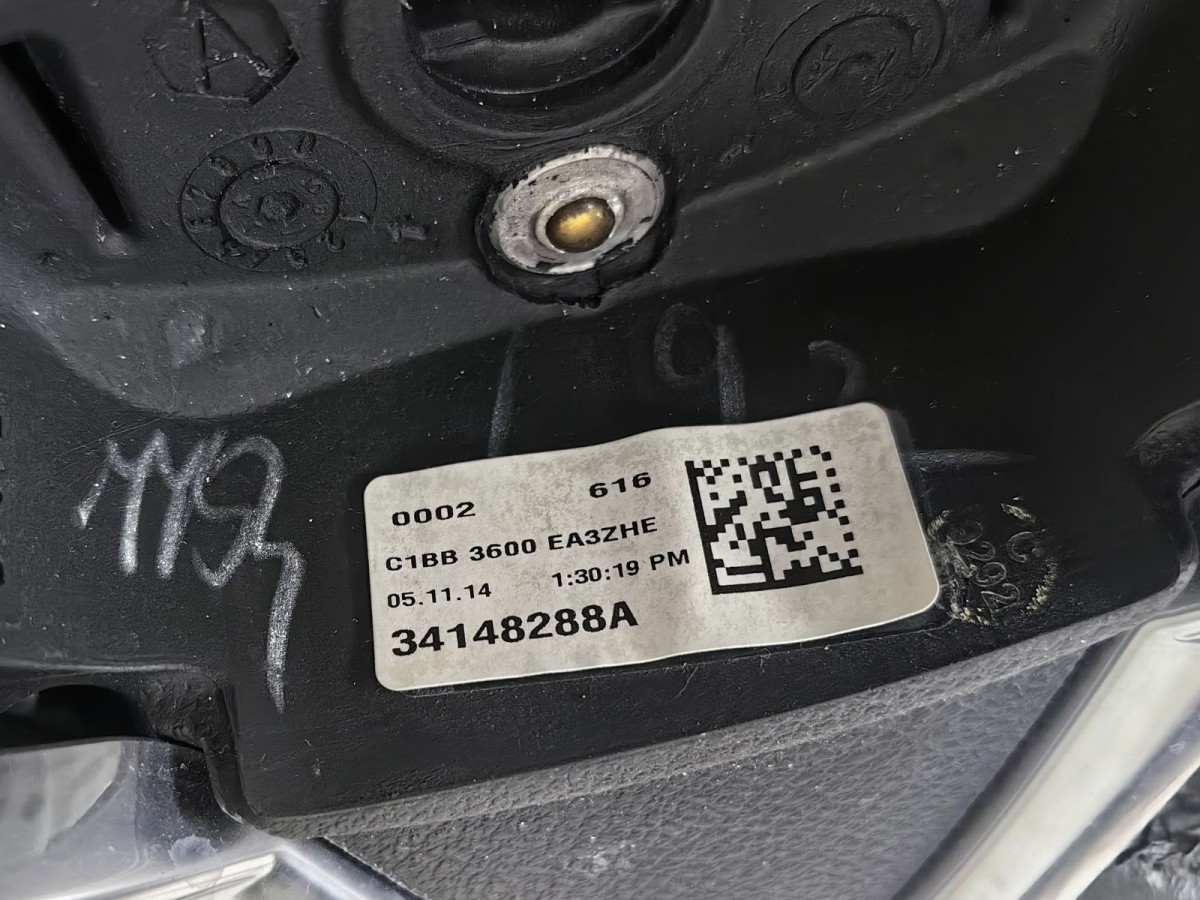 A
0002 616
C1BB 3600 EA3ZHE
05.11.14 1:30:19 PM
34148288A